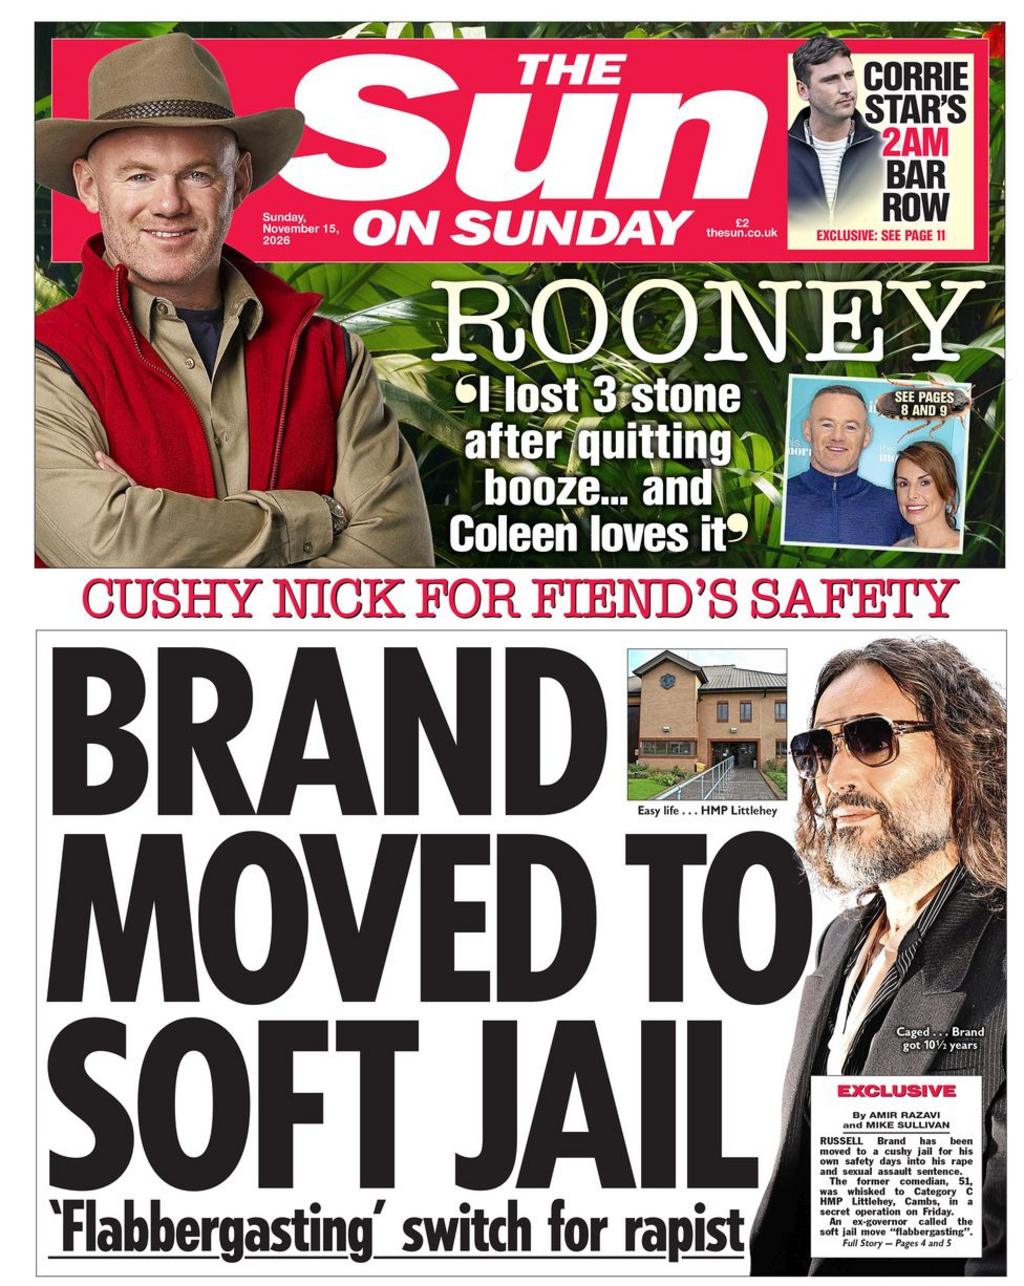 THE
Sun
ON SUNDAY
Sunday,
November 15,
2026
£2
thesun.co.uk
CORRIE
STAR'S
2AM
BAR
ROW
EXCLUSIVE: SEE PAGE 11
ROONEY
‘I lost 3 stone
after quitting
booze... and
Coleen loves it’
SEE PAGES
8 AND 9
CUSHY NICK FOR FIEND'S SAFETY
BRAND
MOVED TO
SOFT JAIL
‘Flabbergasting’ switch for rapist
Easy life . . . HMP Littlehey
Caged . . . Brand
got 10½ years
EXCLUSIVE
By AMIR RAZAVI
and MIKE SULLIVAN
RUSSELL Brand has been
moved to a cushy jail for his
own safety days into his rape
and sexual assault sentence.
The former comedian, 51,
was whisked to Category C
HMP Littlehey, Cambs, in a
secret operation on Friday.
An ex-governor called the
soft jail move “flabbergasting”.
Full Story — Pages 4 and 5